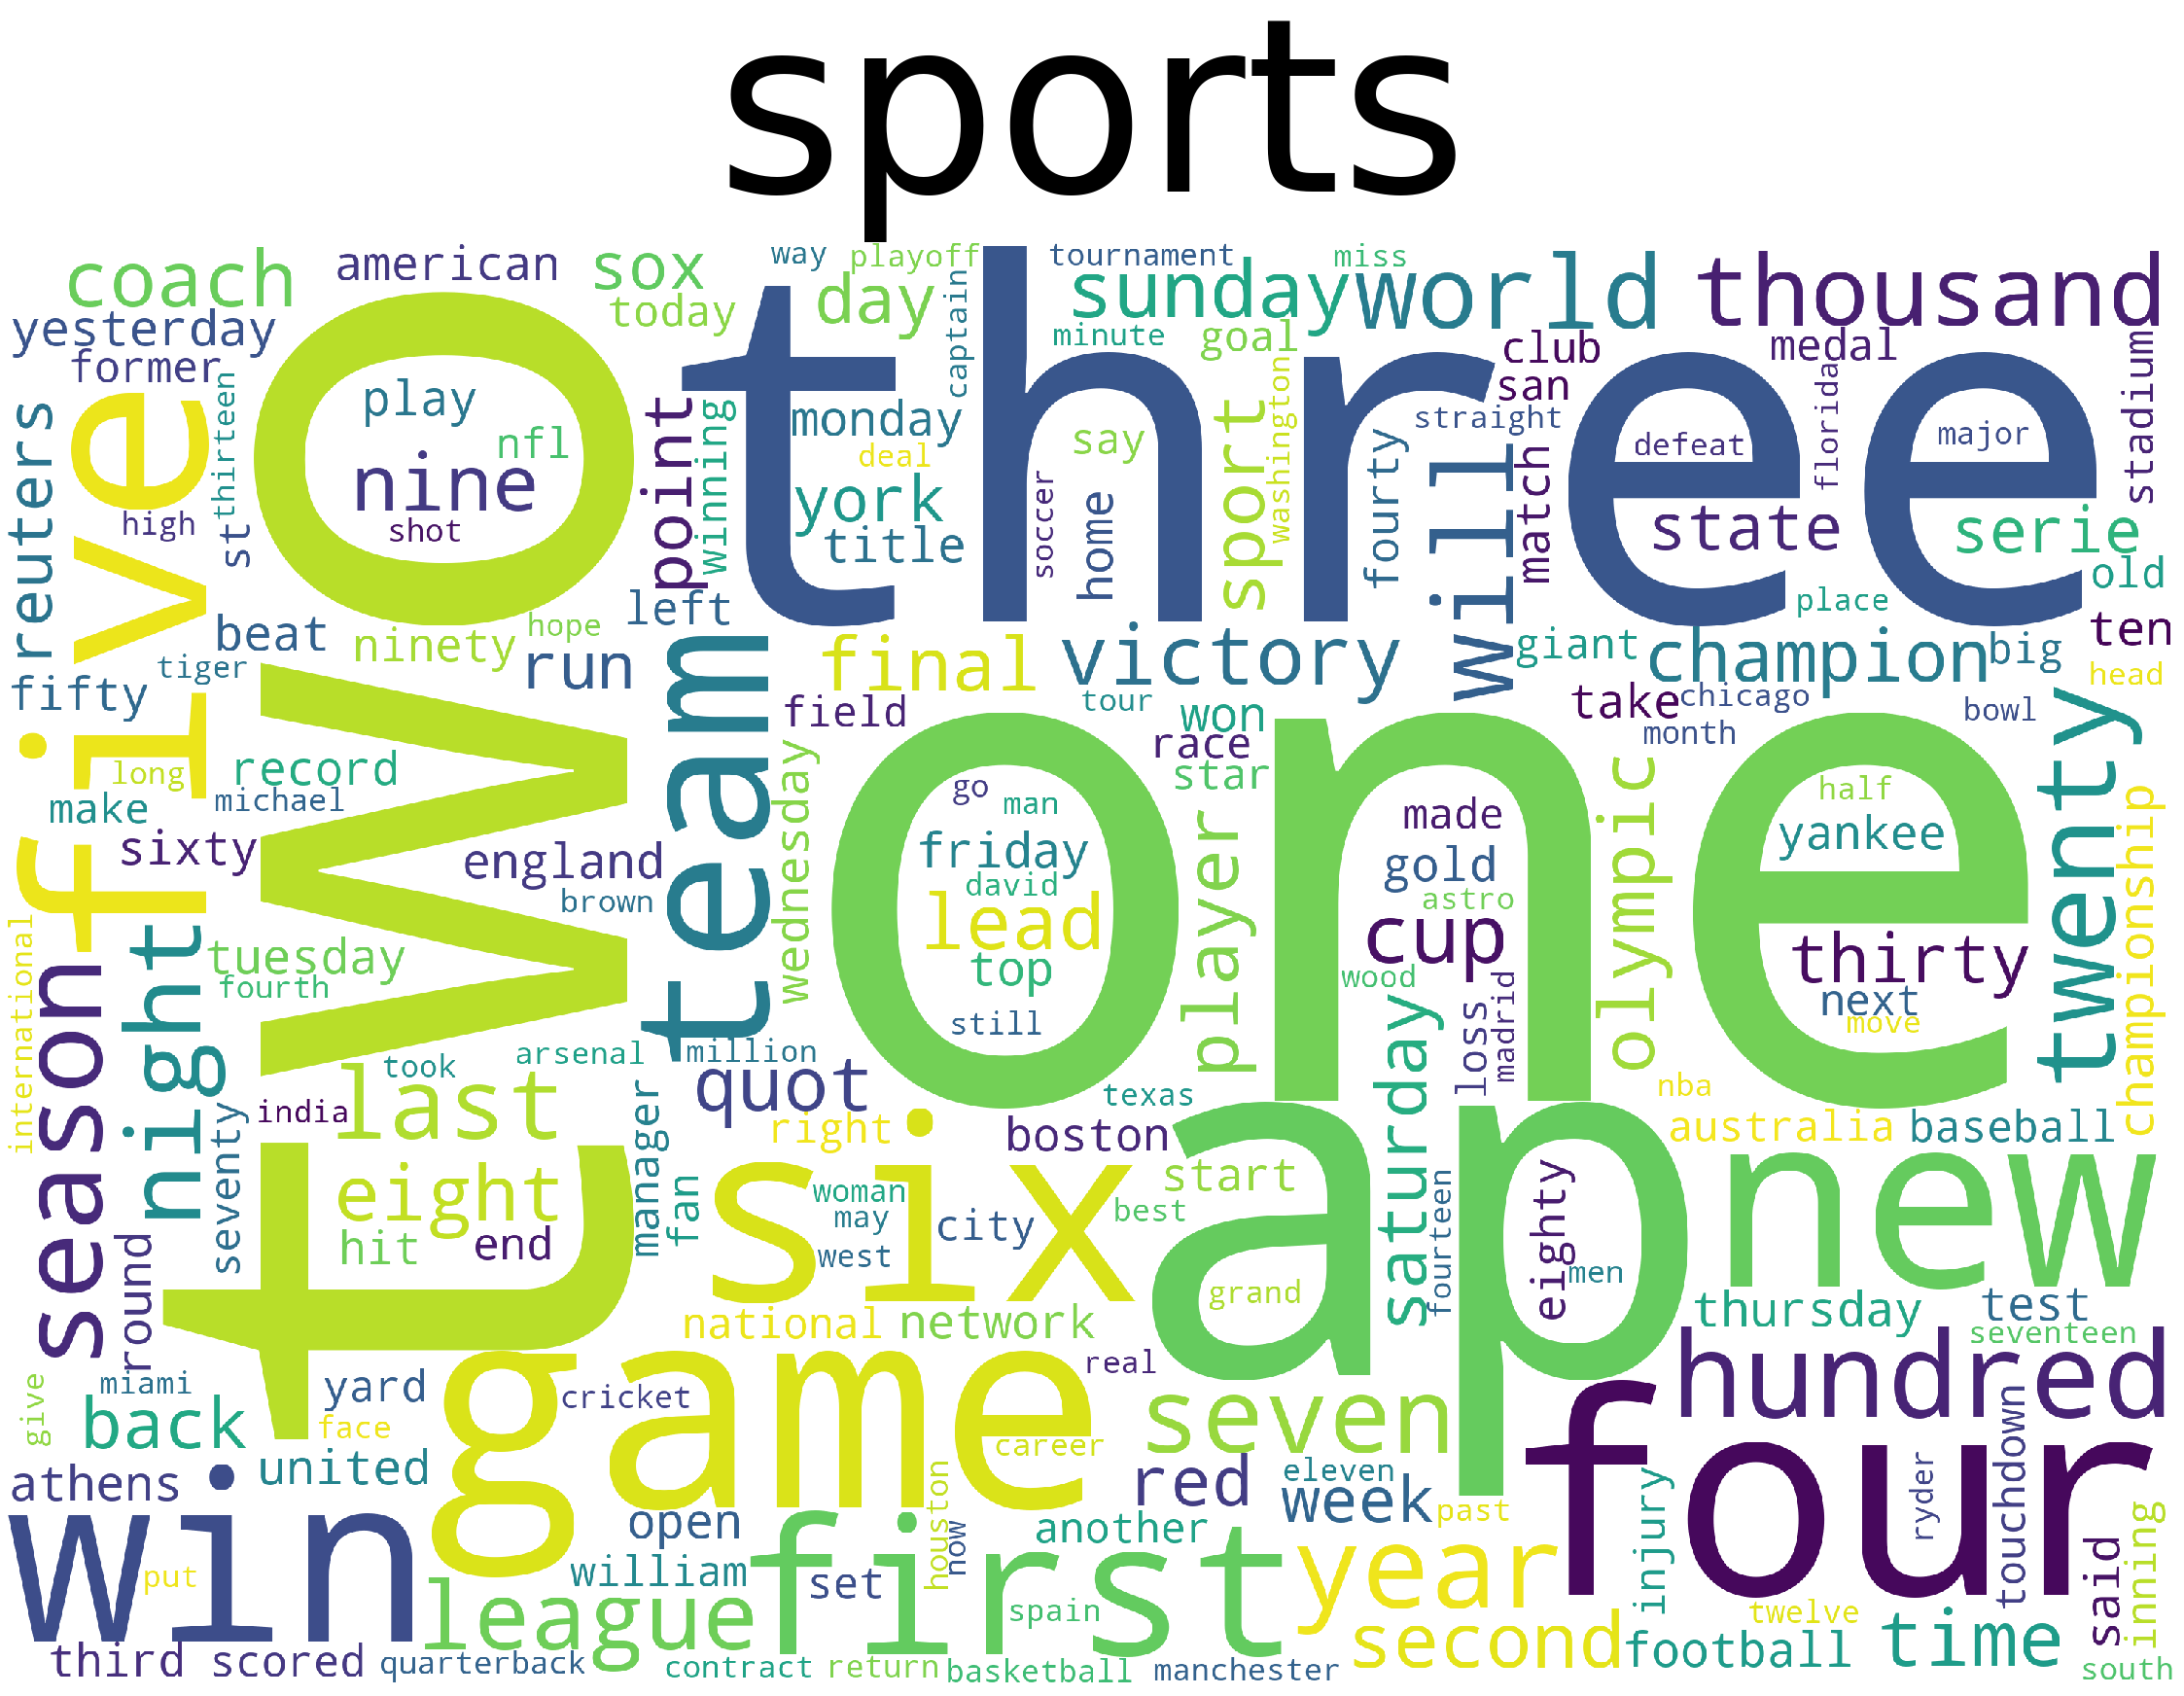 sports
coach
american
sox
way
playoff
tournament
miss
yesterday
today
day
captain
sunday
world
thousand
former
minute
goal
club
medal
stadium
reuters
five
thirteen
play
nfl
nine
shot
two
three
point
winning
monday
deal
york
title
say
soccer
home
sport
washington
fourty
straight
will
san
match
defeat
florida
major
state
serie
old
high
st
left
beat
ninety
hope
run
tiger
fifty
team
final
victory
giant
place
champion
big
ten
head
field
tour
won
race
take
chicago
month
bowl
long
record
make
michael
sixty
england
brown
wednesday
one
go
man
friday
david
lead
top
still
star
player
made
gold
astro
cup
wood
olympic
half
yankee
thirty
next
move
twenty
championship
international
season
night
tuesday
fourth
took
arsenal
million
quot
last
india
seventy
eight
hit
end
manager
fan
right
boston
texas
saturday
loss
madrid
nba
australia
baseball
six
woman
may
west
city
start
best
ap
grand
fourteen
eighty
men
new
thursday
test
seventeen
round
national
network
give
miami
back
yard
face
cricket
game
real
career
seven
hundred
four
athens
united
red
eleven
week
past
ryder
touchdown
win
put
open
william
set
houston
now
another
first
year
injury
said
inning
league
spain
second
twelve
football
time
third
scored
quarterback
contract
return
basketball
manchester
south